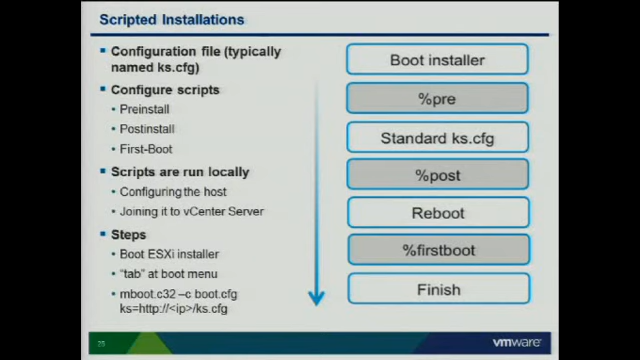 Scripted Installations
Configuration file (typically
named ks.cfg)
Configure scripts
Preinstall
Postinstall
First-Boot
Scripts are run locally
Configuring the host
Joining it to vCenter Server
Steps
Boot ESXi installer
“tab” at boot menu
mboot.c32 –c boot.cfg
ks=http://<ip>/ks.cfg
Boot installer
%pre
Standard ks.cfg
%post
Reboot
%firstboot
Finish
25
vmware